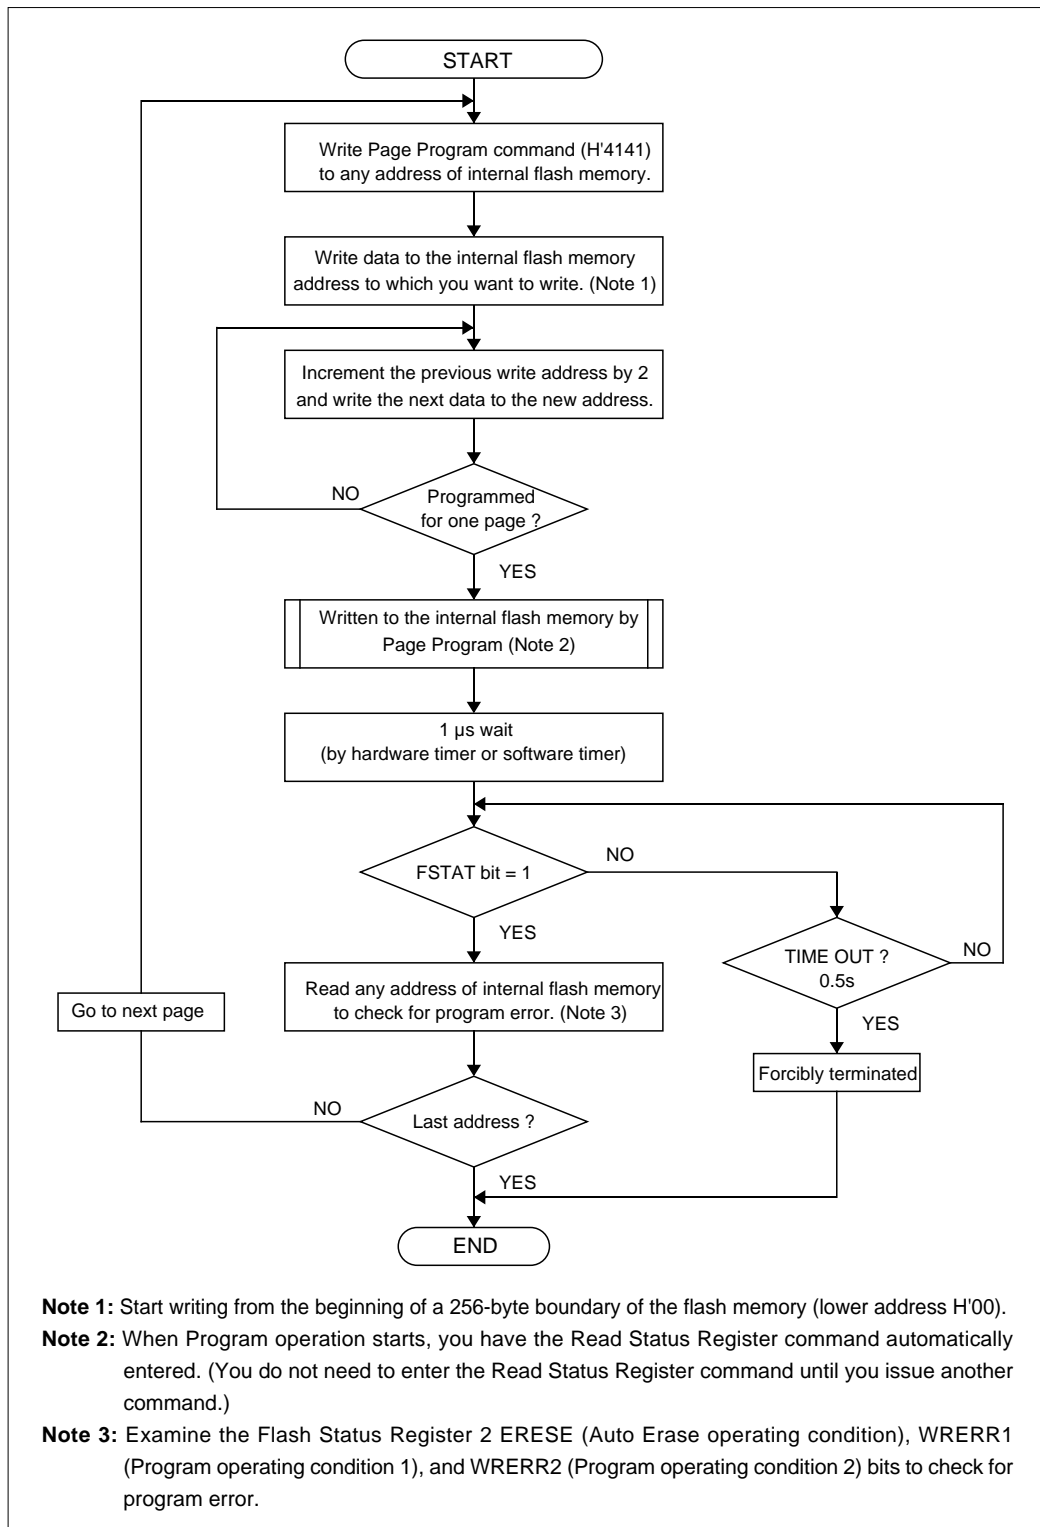 START
Write Page Program command (H'4141)
to any address of internal flash memory.
Write data to the internal flash memory
address to which you want to write. (Note 1)
Increment the previous write address by 2
and write the next data to the new address.
NO
Programmed
for one page ?
YES
Written to the internal flash memory by
Page Program (Note 2)
1 µs wait
(by hardware timer or software timer)
FSTAT bit = 1
NO
YES
TIME OUT ?
0.5s
NO
YES
Forcibly terminated
Read any address of internal flash memory
to check for program error. (Note 3)
Go to next page
NO
Last address ?
YES
END
Note 1: Start writing from the beginning of a 256-byte boundary of the flash memory (lower address H'00).
Note 2: When Program operation starts, you have the Read Status Register command automatically
entered. (You do not need to enter the Read Status Register command until you issue another
command.)
Note 3: Examine the Flash Status Register 2 ERESE (Auto Erase operating condition), WRERR1
(Program operating condition 1), and WRERR2 (Program operating condition 2) bits to check for
program error.